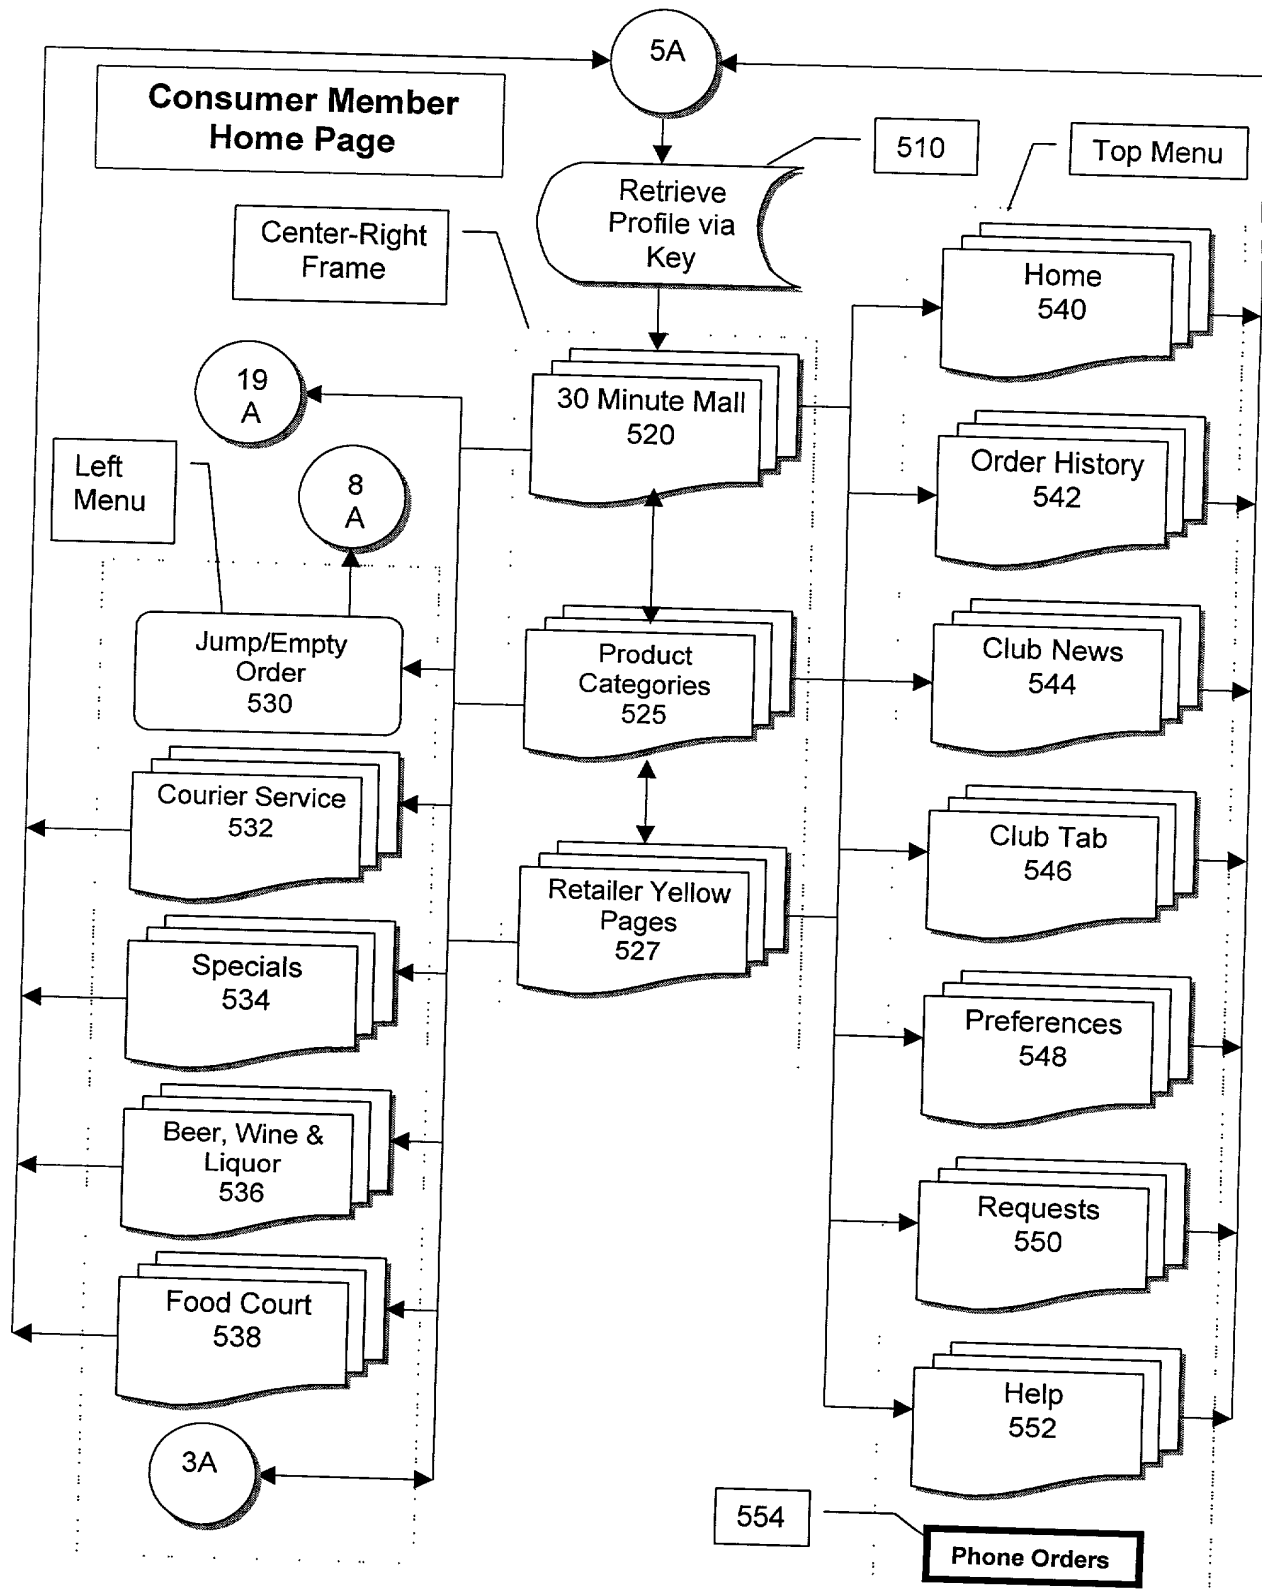 5A
Consumer Member
Home Page
510
Top Menu
Retrieve
Profile via
Key
Center-Right
Frame
Home
540
19
A
30 Minute Mall
520
Left
Menu
8
A
Order History
542
Jump/Empty
Order
530
Product
Categories
525
Club News
544
Courier Service
532
Club Tab
546
Retailer Yellow
Pages
527
Specials
534
Preferences
548
Beer, Wine &
Liquor
536
Requests
550
Food Court
538
Help
552
3A
554
Phone Orders